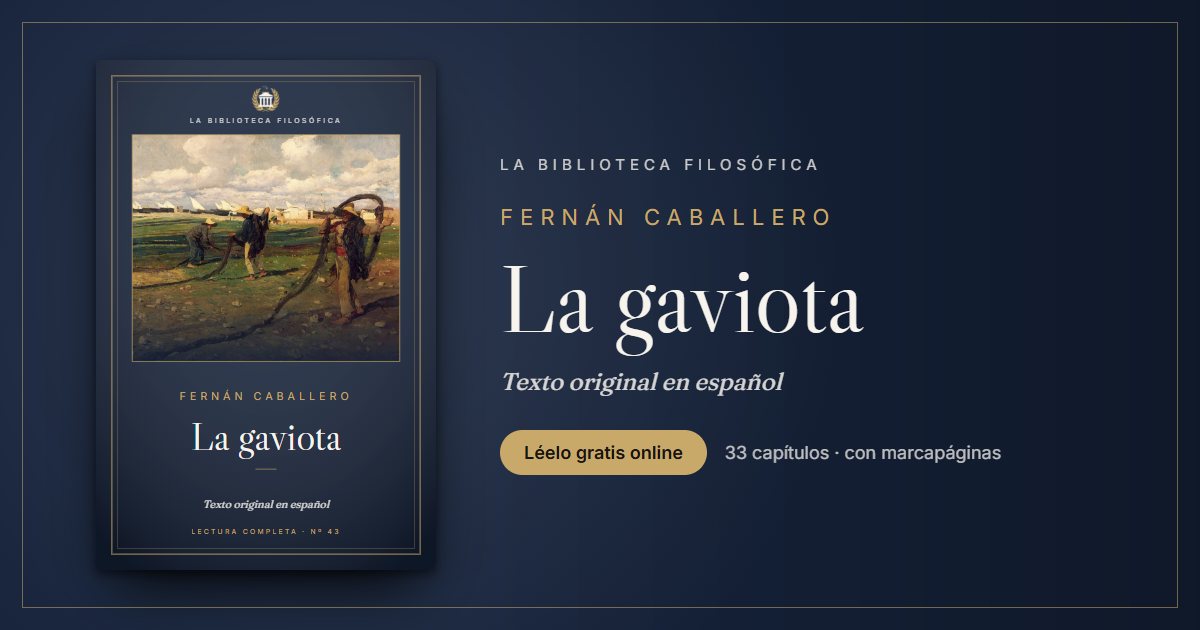 LA BIBLIOTECA FILOSÓFICA
FERNÁN CABALLERO
La gaviota
Texto original en español
LECTURA COMPLETA · Nº 43
LA BIBLIOTECA FILOSÓFICA
FERNÁN CABALLERO
La gaviota
Texto original en español
Léelo gratis online
33 capítulos · con marcapáginas